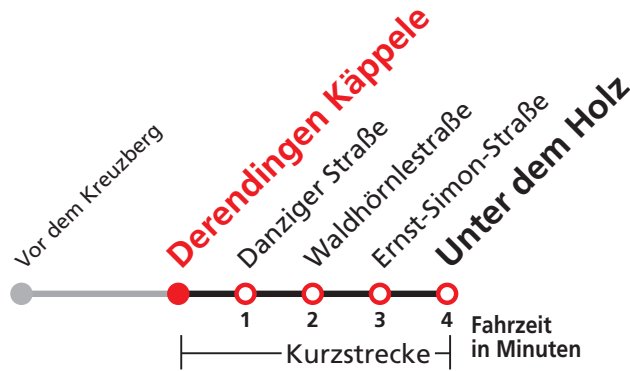 Vor dem Kreuzberg
Derendingen Käppele
Danziger Straße
Waldhörnlestraße
Ernst-Simon-Straße
Unter dem Holz
1 2 3 4
Fahrzeit
in Minuten
Kurzstrecke